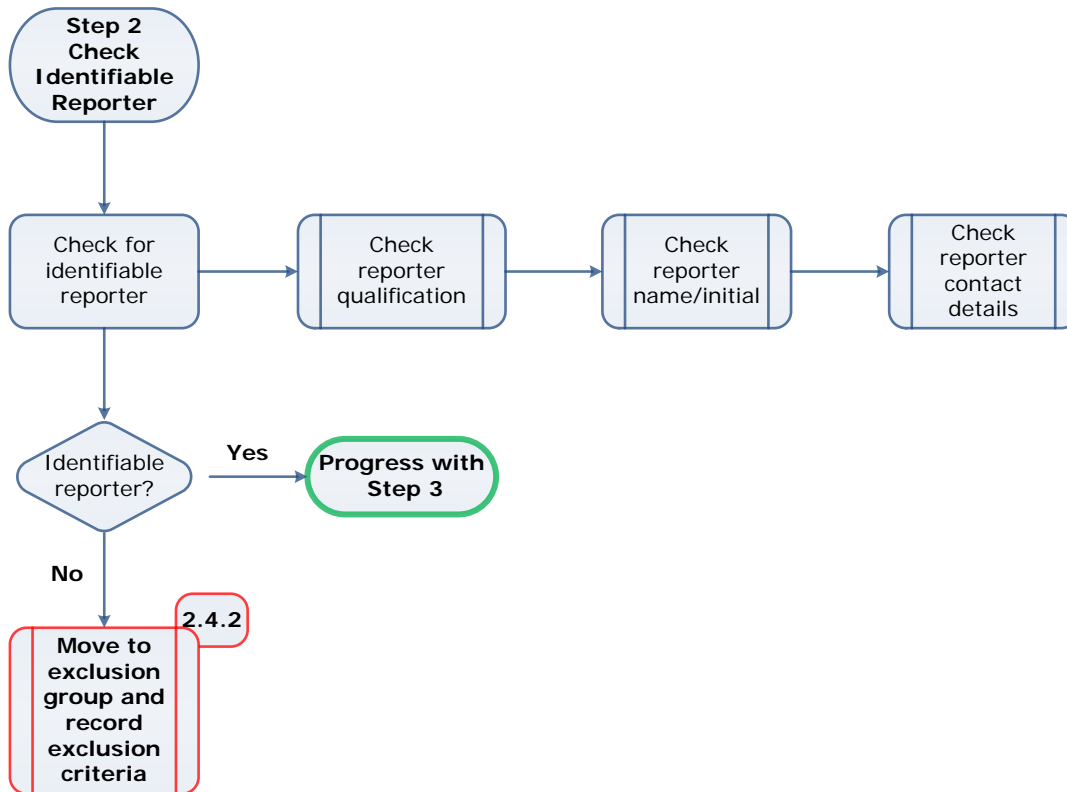 Step 2
Check
Identifiable
Reporter
Check for
identifiable
reporter
Check
reporter
qualification
Check
reporter
name/initial
Check
reporter
contact
details
Identifiable
reporter?
Yes
Progress with
Step 3
No
2.4.2
Move to
exclusion
group and
record
exclusion
criteria